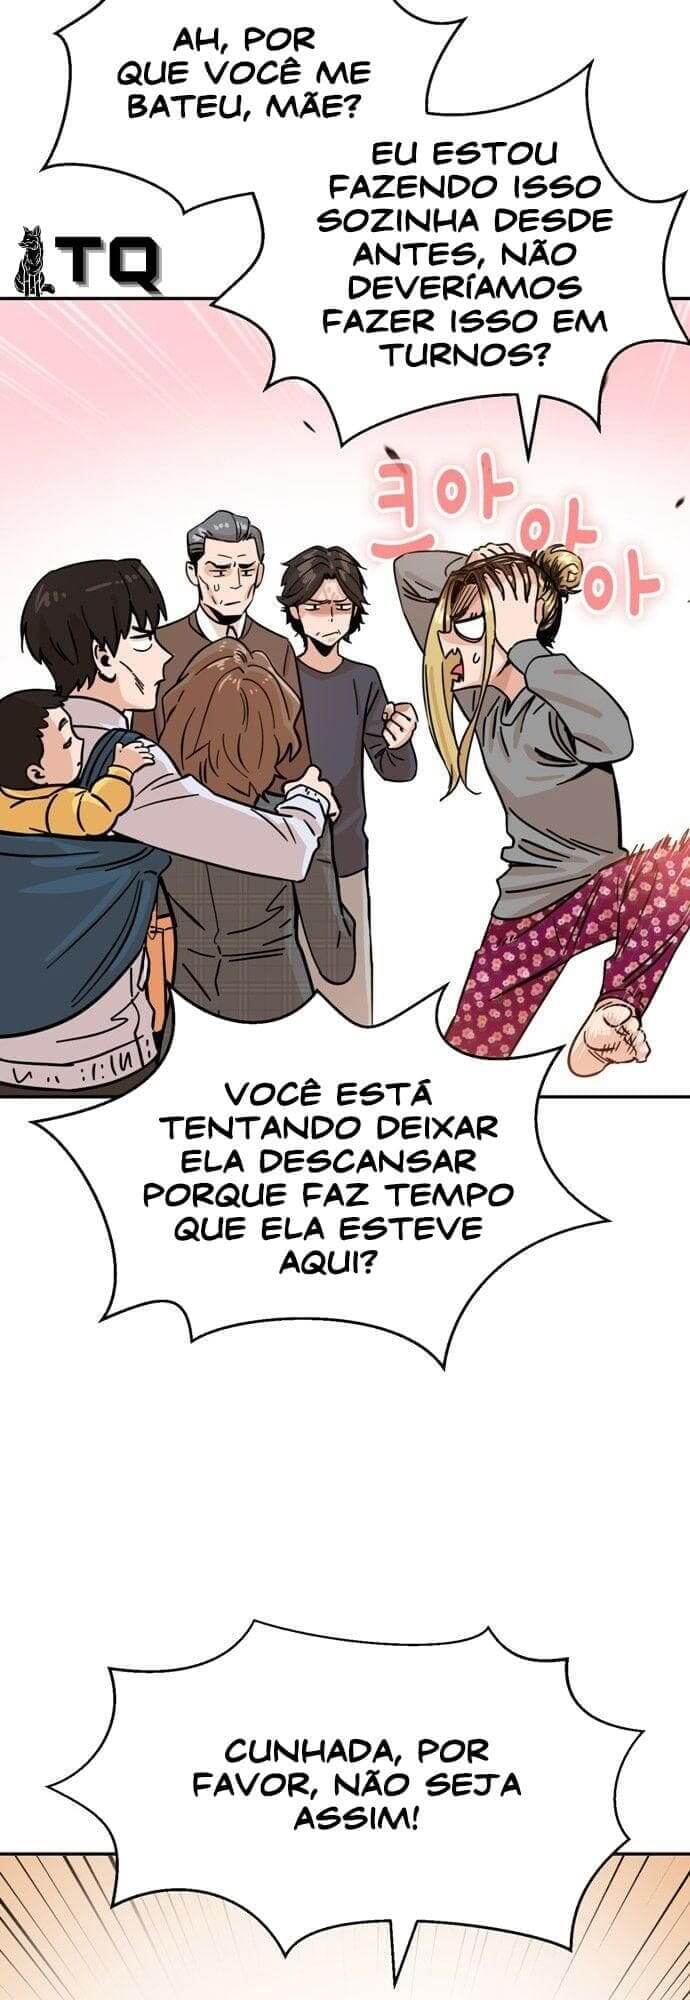 AH, POR
QUE VOCÊ ME
BATEU, MÃE?
EU ESTOU
FAZENDO ISSO
SOZINHA DESDE
ANTES, NÃO
DEVERÍAMOS
FAZER ISSO EM
TURNOS?
TQ
크아아아
VOCÊ ESTÁ
TENTANDO DEIXAR
ELA DESCANSAR
PORQUE FAZ TEMPO
QUE ELA ESTEVE
AQUI?
CUNHADA, POR
FAVOR, NÃO SEJA
ASSIM!